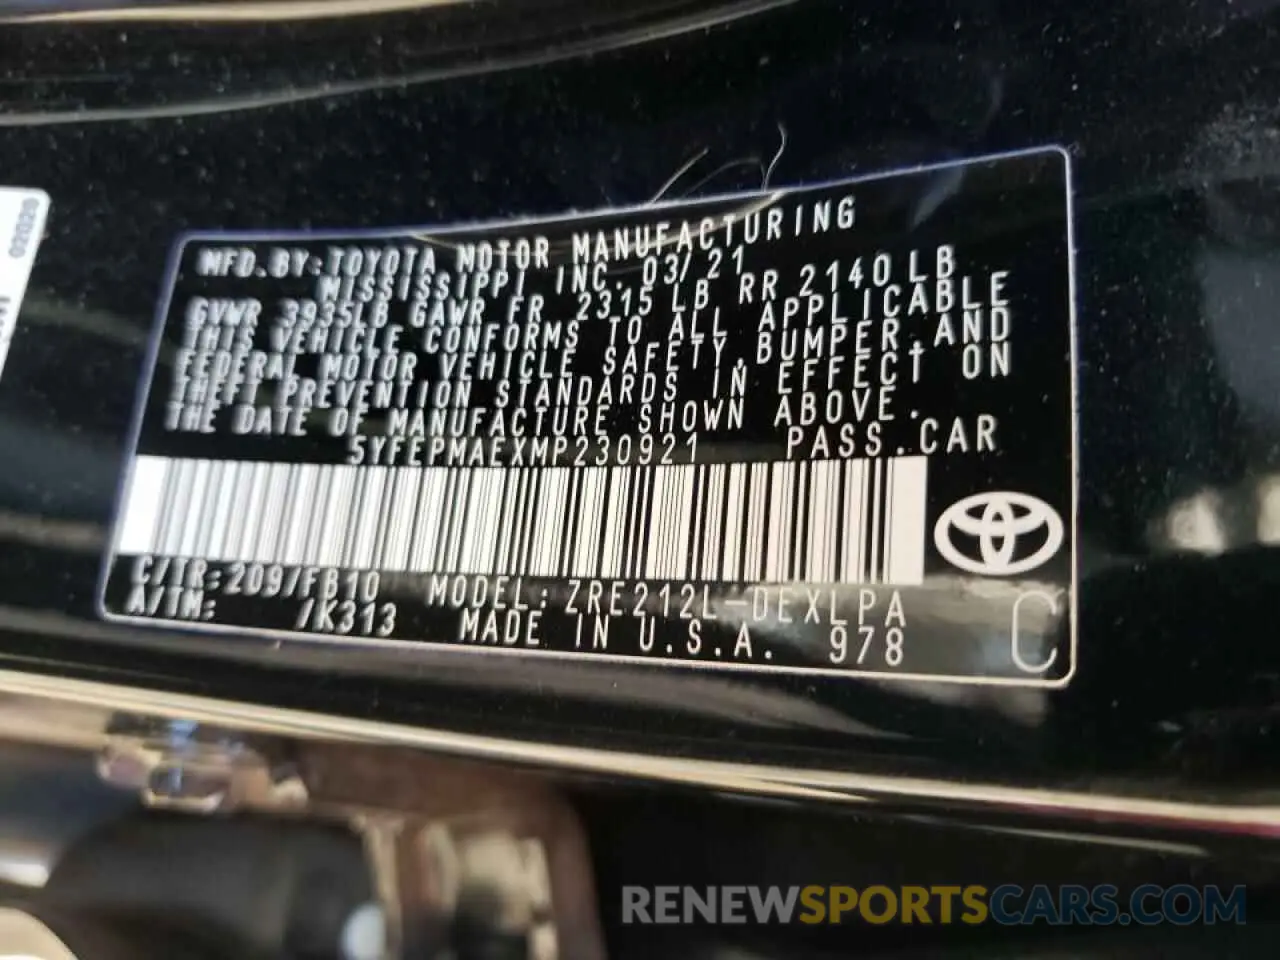 02020
MFD.BY:TOYOTA MOTOR MANUFACTURING
MISSISSIPPI INC. 03/21
GVWR 3935LB GAWR FR 2315 LB RR 2140 LB
THIS VEHICLE CONFORMS TO ALL APPLICABLE
FEDERAL MOTOR VEHICLE SAFETY, BUMPER, AND
THEFT PREVENTION STANDARDS IN EFFECT ON
THE DATE OF MANUFACTURE SHOWN ABOVE.
5YFEPMAEXMP230921 PASS.CAR
C/TR:209/FB10 MODEL:ZRE212L-DEXLPA
A/TM: /K313 MADE IN U.S.A. 978
C
RENEWSPORTSCARS.COM